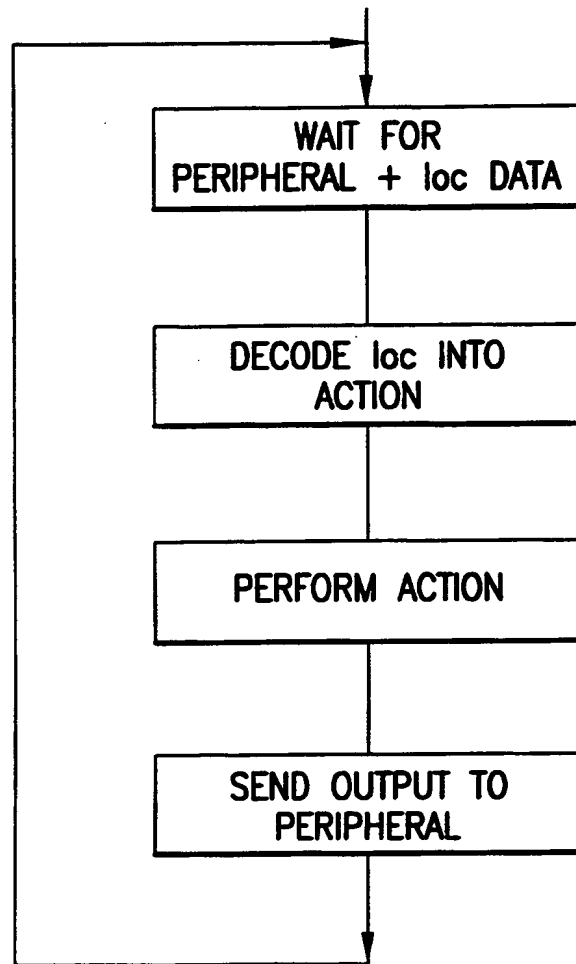 WAIT FOR
PERIPHERAL + loc DATA
DECODE loc INTO
ACTION
PERFORM ACTION
SEND OUTPUT TO
PERIPHERAL